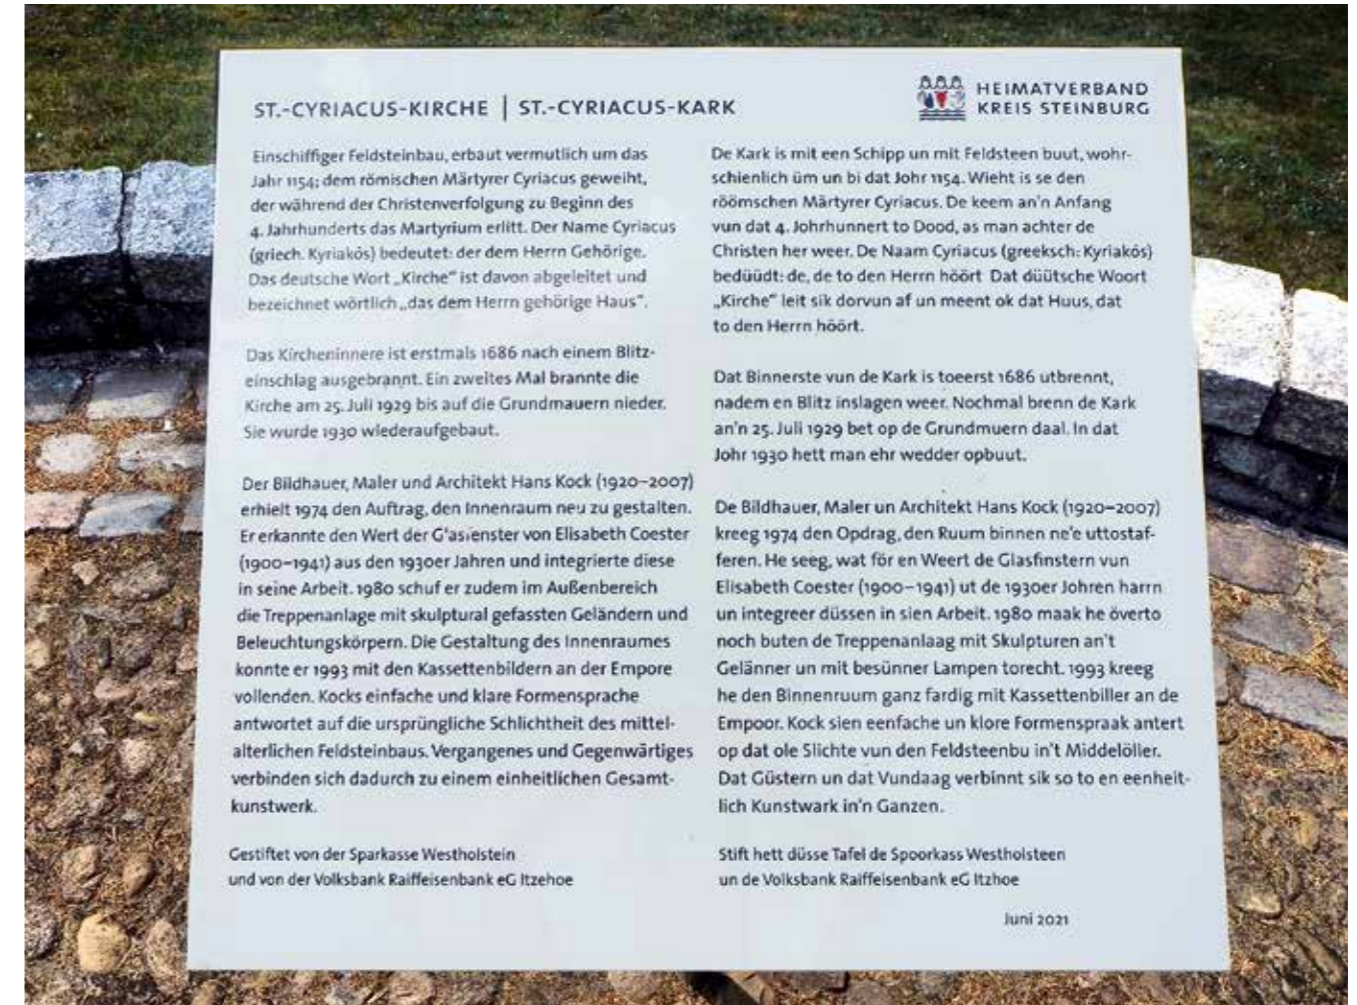 ST.-CYRIACUS-KIRCHE | ST.-CYRIACUS-KARK
HEIMATVERBAND
KREIS STEINBURG
Einschiffiger Feldsteinbau, erbaut vermutlich um das
Jahr 1154; dem römischen Märtyrer Cyriacus geweiht,
der während der Christenverfolgung zu Beginn des
4. Jahrhunderts das Martyrium erlitt. Der Name Cyriacus
(griech. Kyriakós) bedeutet: der dem Herrn Gehörige.
Das deutsche Wort „Kirche“ ist davon abgeleitet und
bezeichnet wörtlich „das dem Herrn gehörige Haus“.
Das Kircheninnere ist erstmals 1686 nach einem Blitz-
einschlag ausgebrannt. Ein zweites Mal brannte die
Kirche am 25. Juli 1929 bis auf die Grundmauern nieder.
Sie wurde 1930 wiederaufgebaut.
Der Bildhauer, Maler und Architekt Hans Kock (1920–2007)
erhielt 1974 den Auftrag, den Innenraum neu zu gestalten.
Er erkannte den Wert der Glasfenster von Elisabeth Coester
(1900–1941) aus den 1930er Jahren und integrierte diese
in seine Arbeit. 1980 schuf er zudem im Außenbereich
die Treppenanlage mit skulptural gefassten Geländern und
Beleuchtungskörpern. Die Gestaltung des Innenraumes
konnte er 1993 mit den Kassettenbildern an der Empore
vollenden. Kocks einfache und klare Formensprache
antwortet auf die ursprüngliche Schlichtheit des mittel-
alterlichen Feldsteinbaus. Vergangenes und Gegenwärtiges
verbinden sich dadurch zu einem einheitlichen Gesamt-
kunstwerk.
Gestiftet von der Sparkasse Westholstein
und von der Volksbank Raiffeisenbank eG Itzehoe
De Kark is mit een Schipp un mit Feldsteen buut, wohr-
schienlich üm un bi dat Johr 1154. Wieht is se den
röömschen Märtyrer Cyriacus. De keem an'n Anfang
vun dat 4. Johrhunnert to Dood, as man achter de
Christen her weer. De Naam Cyriacus (greeksch: Kyriakós)
bedüüdt: de, de to den Herrn höört Dat düütsche Woort
„Kirche“ leit sik dorvun af un meent ok dat Huus, dat
to den Herrn höört.
Dat Binnerste vun de Kark is toeerst 1686 utbrennt,
nadem en Blitz inslagen weer. Nochmal brenn de Kark
an'n 25. Juli 1929 bet op de Grundmuern daal. In dat
Johr 1930 hett man ehr wedder opbuut.
De Bildhauer, Maler un Architekt Hans Kock (1920–2007)
kreeg 1974 den Opdrag, den Ruum binnen ne'e uttostaf-
feren. He seeg, wat för en Weert de Glasfinstern vun
Elisabeth Coester (1900–1941) ut de 1930er Johren harrn
un integreer düssen in sien Arbeit. 1980 maak he överto
noch buten de Treppenanlaag mit Skulpturen an't
Gelänner un mit besünner Lampen torecht. 1993 kreeg
he den Binnenruum ganz fardig mit Kassettenbiller an de
Empoor. Kock sien eenfache un klore Formenspraak antert
op dat ole Slichte vun den Feldsteenbu in't Middelöller.
Dat Güstern un dat Vundaag verbinnt sik so to en eenheit-
lich Kunstwark in'n Ganzen.
Stift hett düsse Tafel de Spoorkass Westholsteen
un de Volksbank Raiffeisenbank eG Itzhoe
Juni 2021